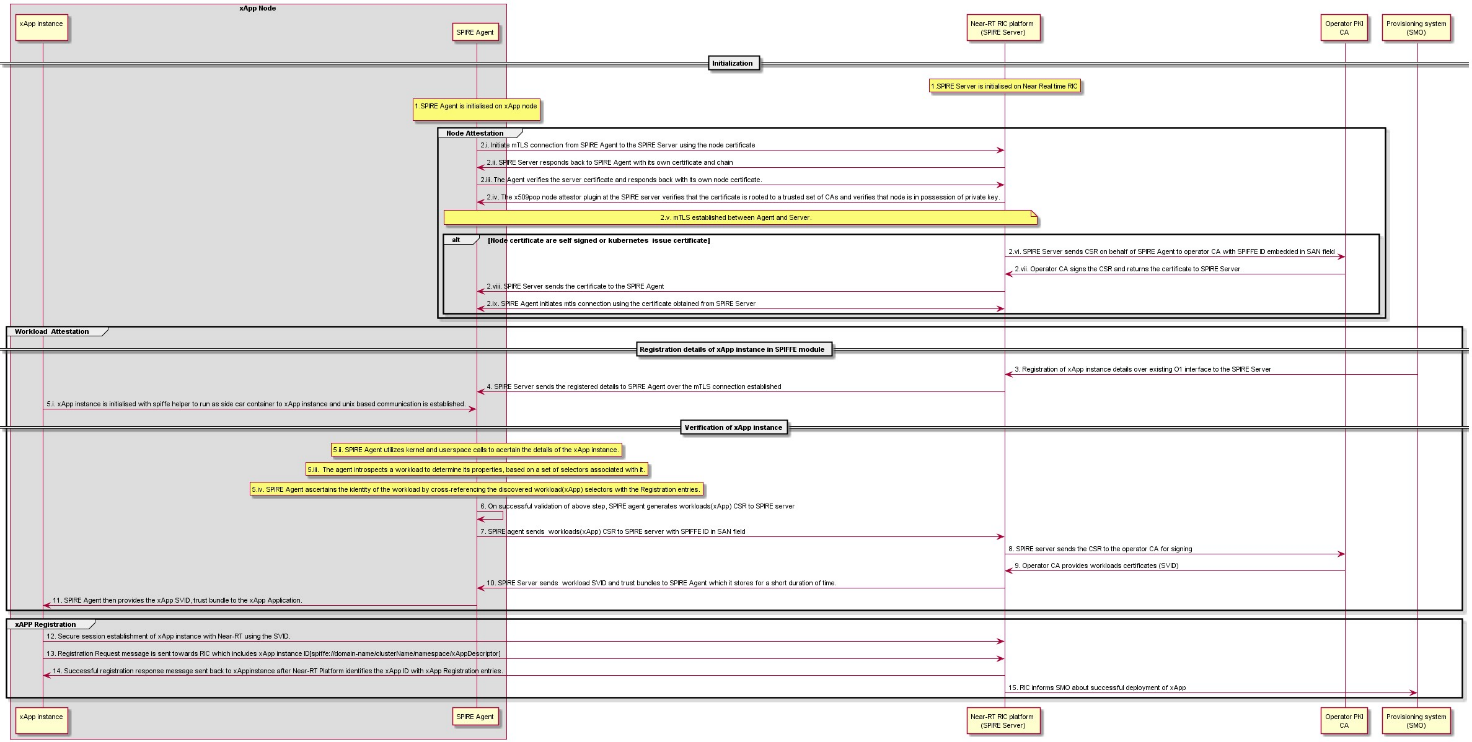 xApp Node
xApp instance
SPIRE Agent
Near-RT RIC platform
(SPIRE Server)
Operator PKI
CA
Provisioning system
(SMO)
Initialization
1.SPIRE Server is initialised on Near Real time RIC
1.SPIRE Agent is initialised on xApp node
Node Attestation
2.i. Initiate mTLS connection from SPIRE Agent to the SPIRE Server using the node certificate
2.ii. SPIRE Server responds back to SPIRE Agent with its own certificate and chain
2.iii. The Agent verifies the server certificate and responds back with its own node certificate.
2.iv. The x509pop node attestor plugin at the SPIRE server verifies that the certificate is rooted to a trusted set of CAs and verifies that node is in possession of private key.
2.v. mTLS established between Agent and Server.
alt
[Node certificate are self signed or kubernetes issue certificate]
2.vi. SPIRE Server sends CSR on behalf of SPIRE Agent to operator CA with SPIFFE ID embedded in SAN field
2.vii. Operator CA signs the CSR and returns the certificate to SPIRE Server
2.viii. SPIRE Server sends the certificate to the SPIRE Agent
2.ix. SPIRE Agent initiates mtls connection using the certificate obtained from SPIRE Server
Workload Attestation
Registration details of xApp instance in SPIFFE module
3. Registration of xApp instance details over existing O1 interface to the SPIRE Server
4. SPIRE Server sends the registered details to SPIRE Agent over the mTLS connection established
5.i. xApp instance is initialised with spiffe helper to run as side car container to xApp instance and unix based communication is established
Verification of xApp instance
5.ii. SPIRE Agent utilizes kernel and userspace calls to acertain the details of the xApp instance.
5.iii. The agent introspects a workload to determine its properties, based on a set of selectors associated with it.
5.iv. SPIRE Agent ascertains the identity of the workload by cross-referencing the discovered workload(xApp) selectors with the Registration entries.
6. On successful validation of above step, SPIRE agent generates workloads(xApp) CSR to SPIRE server
7. SPIRE agent sends workloads(xApp) CSR to SPIRE server with SPIFFE ID in SAN field
8. SPIRE server sends the CSR to the operator CA for signing
9. Operator CA provides workloads certificates (SVID)
10. SPIRE Server sends workload SVID and trust bundles to SPIRE Agent which it stores for a short duration of time.
11. SPIRE Agent then provides the xApp SVID, trust bundle to the xApp Application.
xAPP Registration
12. Secure session establishment of xApp instance with Near-RT using the SVID.
13. Registration Request message is sent towards RIC which includes xApp instance ID[spiffe://domain-name/clusterName/namespace/xAppDescriptor]
14. Successful registration response message sent back to xAppinstance after Near-RT Platform identifies the xApp ID with xApp Registration entries.
15. RIC informs SMO about successful deployment of xApp
xApp instance
SPIRE Agent
Near-RT RIC platform
(SPIRE Server)
Operator PKI
CA
Provisioning system
(SMO)